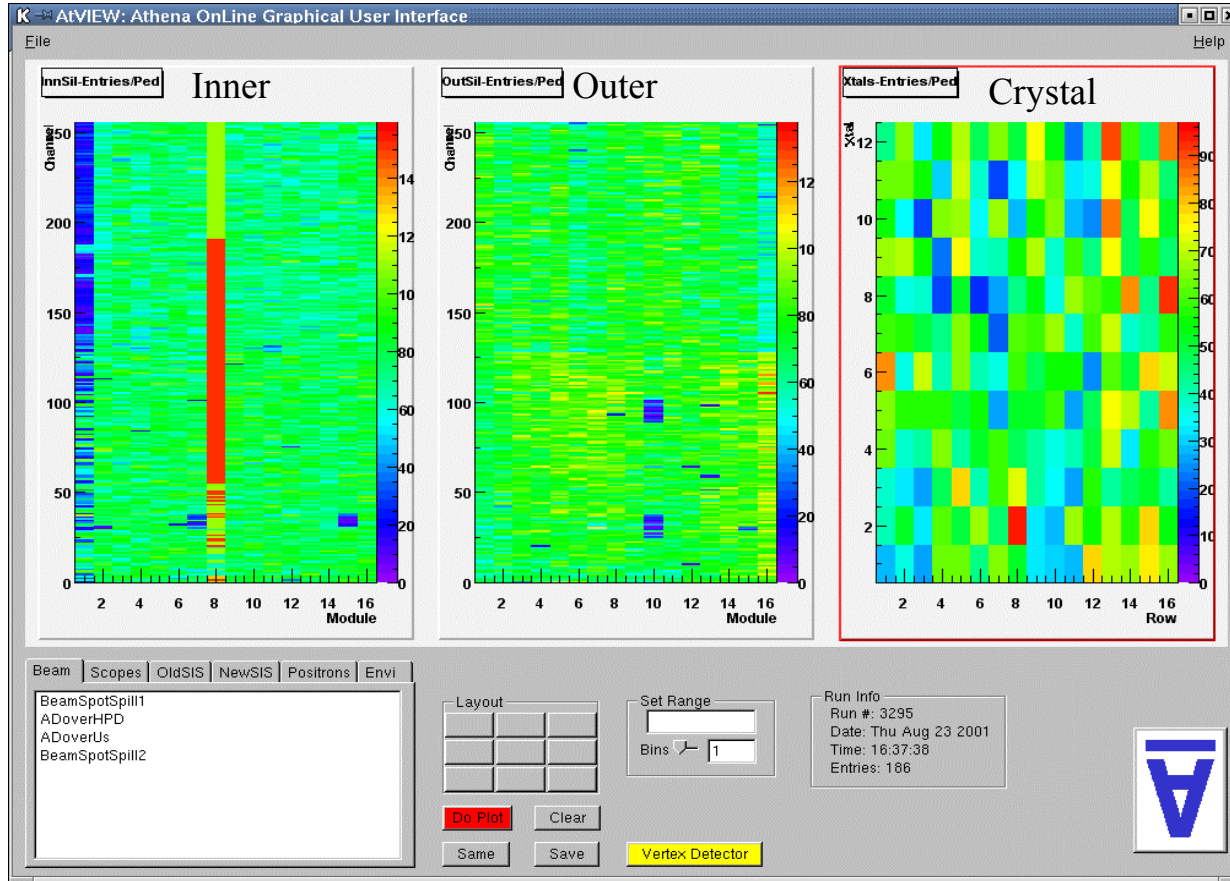 AtVIEW: Athena OnLine Graphical User Interface
File Help
InnSil-Entries/Ped Inner
Channel
250
200
150
100
50
0
2 4 6 8 10 12 14 16
Module
14
12
10
80
60
40
20
0
OutSil-Entries/Ped Outer
Channel
250
200
150
100
50
0
2 4 6 8 10 12 14 16
Module
12
10
80
60
40
20
0
Xtals-Entries/Ped Crystal
Xtal
12
10
8
6
4
2
2 4 6 8 10 12 14 16
Row
90
80
70
60
50
40
30
20
10
0
Beam Scopes OldSIS NewSIS Positrons Envi
BeamSpotSpill1
ADoverHPD
ADoverUs
BeamSpotSpill2
Layout
Do Plot Clear
Same Save
Set Range
Bins 1
Vertex Detector
Run Info
Run #: 3295
Date: Thu Aug 23 2001
Time: 16:37:38
Entries: 186